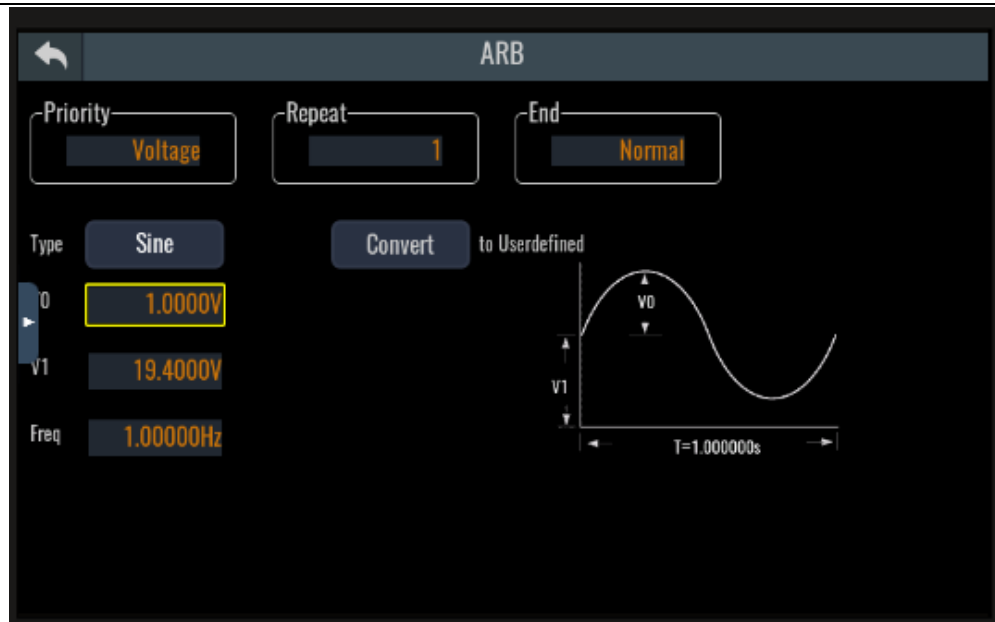 ARB
Priority
Repeat
End
Voltage
1
Normal
Type
Sine
Convert
to Userdefined
1.0000V
V0
V1
19.4000V
V1
Freq
1.00000Hz
T=1.000000s